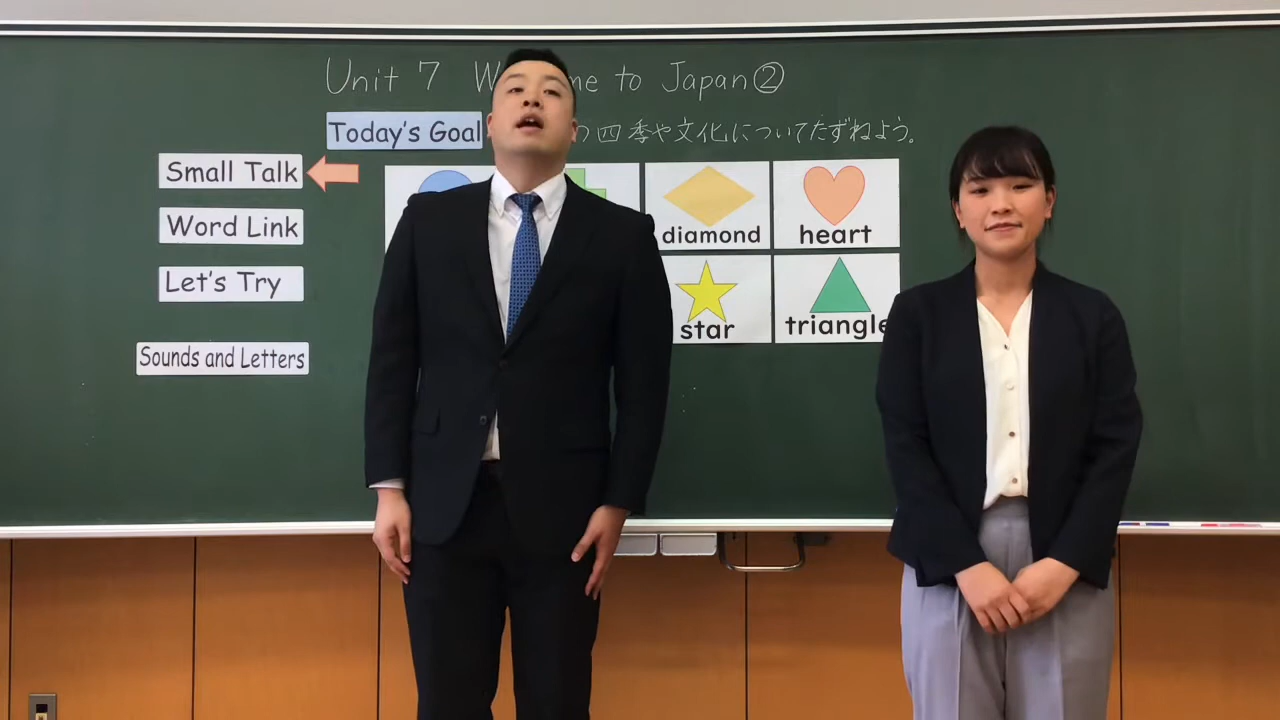 Unit 7 W me to Japan②
Today's Goal の四季や文化についてたずねよう。
Small Talk
Word Link
Let's Try
Sounds and Letters
diamond heart
star triangle